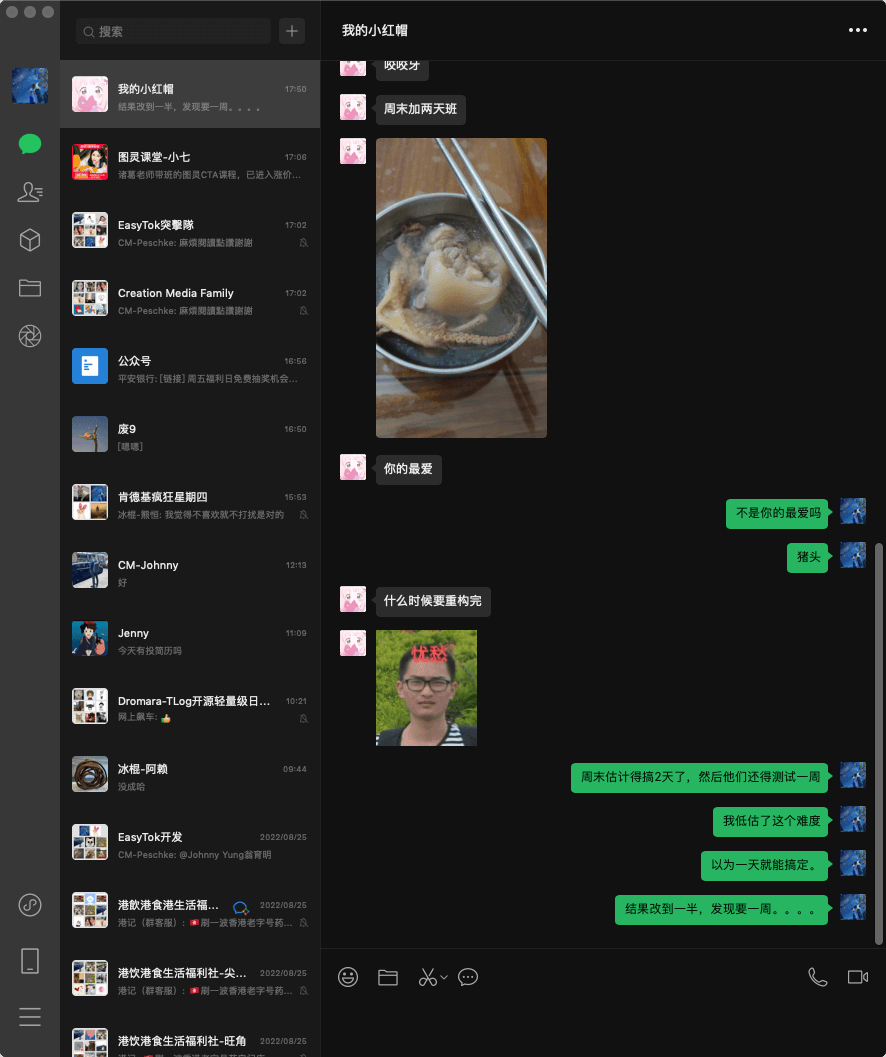 搜索
我的小红帽
17:50
结果改到一半，发现要一周。。。。
图灵课堂-小七
17:06
诸葛老师带班的图灵CTA课程，已进入涨价...
EasyTok突擊隊
17:02
CM-Peschke: 麻煩閱讀點讚謝謝
Creation Media Family
17:02
CM-Peschke: 麻煩閱讀點讚謝謝
公众号
16:56
平安银行: [链接] 周五福利日免费抽奖机会...
废9
16:50
[嗯嗯]
肯德基疯狂星期四
15:53
冰棍-熊恒: 我觉得不喜欢就不打扰是对的
CM-Johnny
12:13
好
Jenny
11:09
今天有投简历吗
Dromara-TLog开源轻量级日...
10:21
网上飙车: 👍
冰棍-阿赖
09:44
没成哈
EasyTok开发
2022/08/25
CM-Peschke: @Johnny Yung翁育明
港飲港食港生活福...
2022/08/25
港记（群客服）: 🇭🇰刷一波香港老字号药...
港饮港食生活福利社-尖...
2022/08/25
港记（群客服）: 🇭🇰刷一波香港老字号药...
港饮港食生活福利社-旺角
2022/08/25
我的小红帽
咬咬牙
周末加两天班
你的最爱
不是你的最爱吗
猪头
什么时候要重构完
忧愁
周末估计得搞2天了，然后他们还得测试一周
我低估了这个难度
以为一天就能搞定。
结果改到一半，发现要一周。。。。